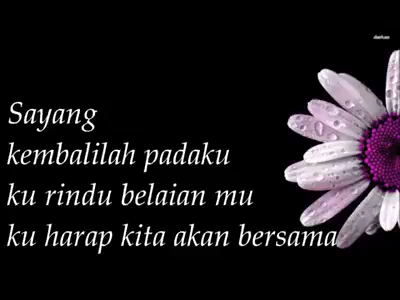 Sayang
kembalilah padaku
ku rindu belaian mu
ku harap kita akan bersama